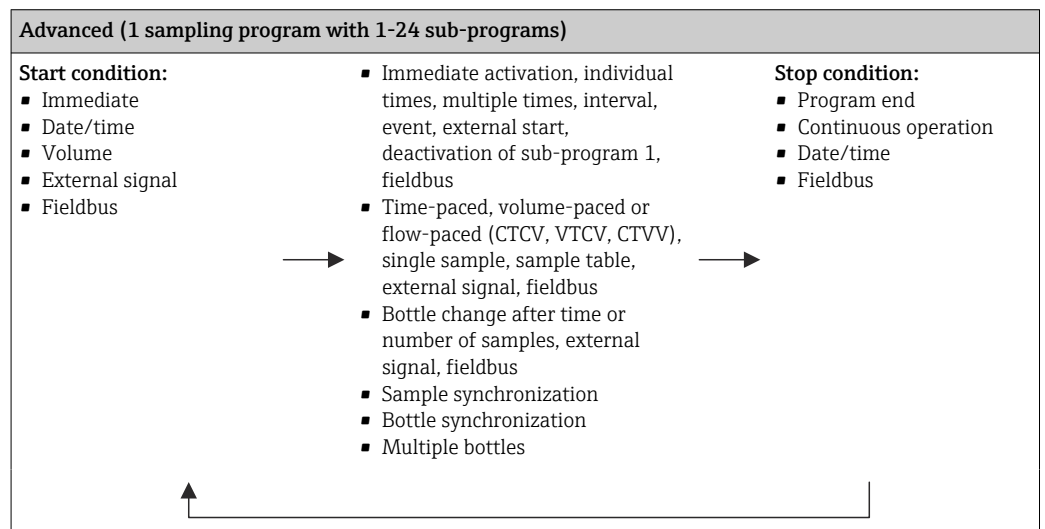 Advanced (1 sampling program with 1-24 sub-programs)
Start condition:
▪ Immediate
▪ Date/time
▪ Volume
▪ External signal
▪ Fieldbus
▪ Immediate activation, individual
times, multiple times, interval,
event, external start,
deactivation of sub-program 1,
fieldbus
▪ Time-paced, volume-paced or
flow-paced (CTCV, VTCV, CTVV),
single sample, sample table,
external signal, fieldbus
▪ Bottle change after time or
number of samples, external
signal, fieldbus
▪ Sample synchronization
▪ Bottle synchronization
▪ Multiple bottles
Stop condition:
▪ Program end
▪ Continuous operation
▪ Date/time
▪ Fieldbus